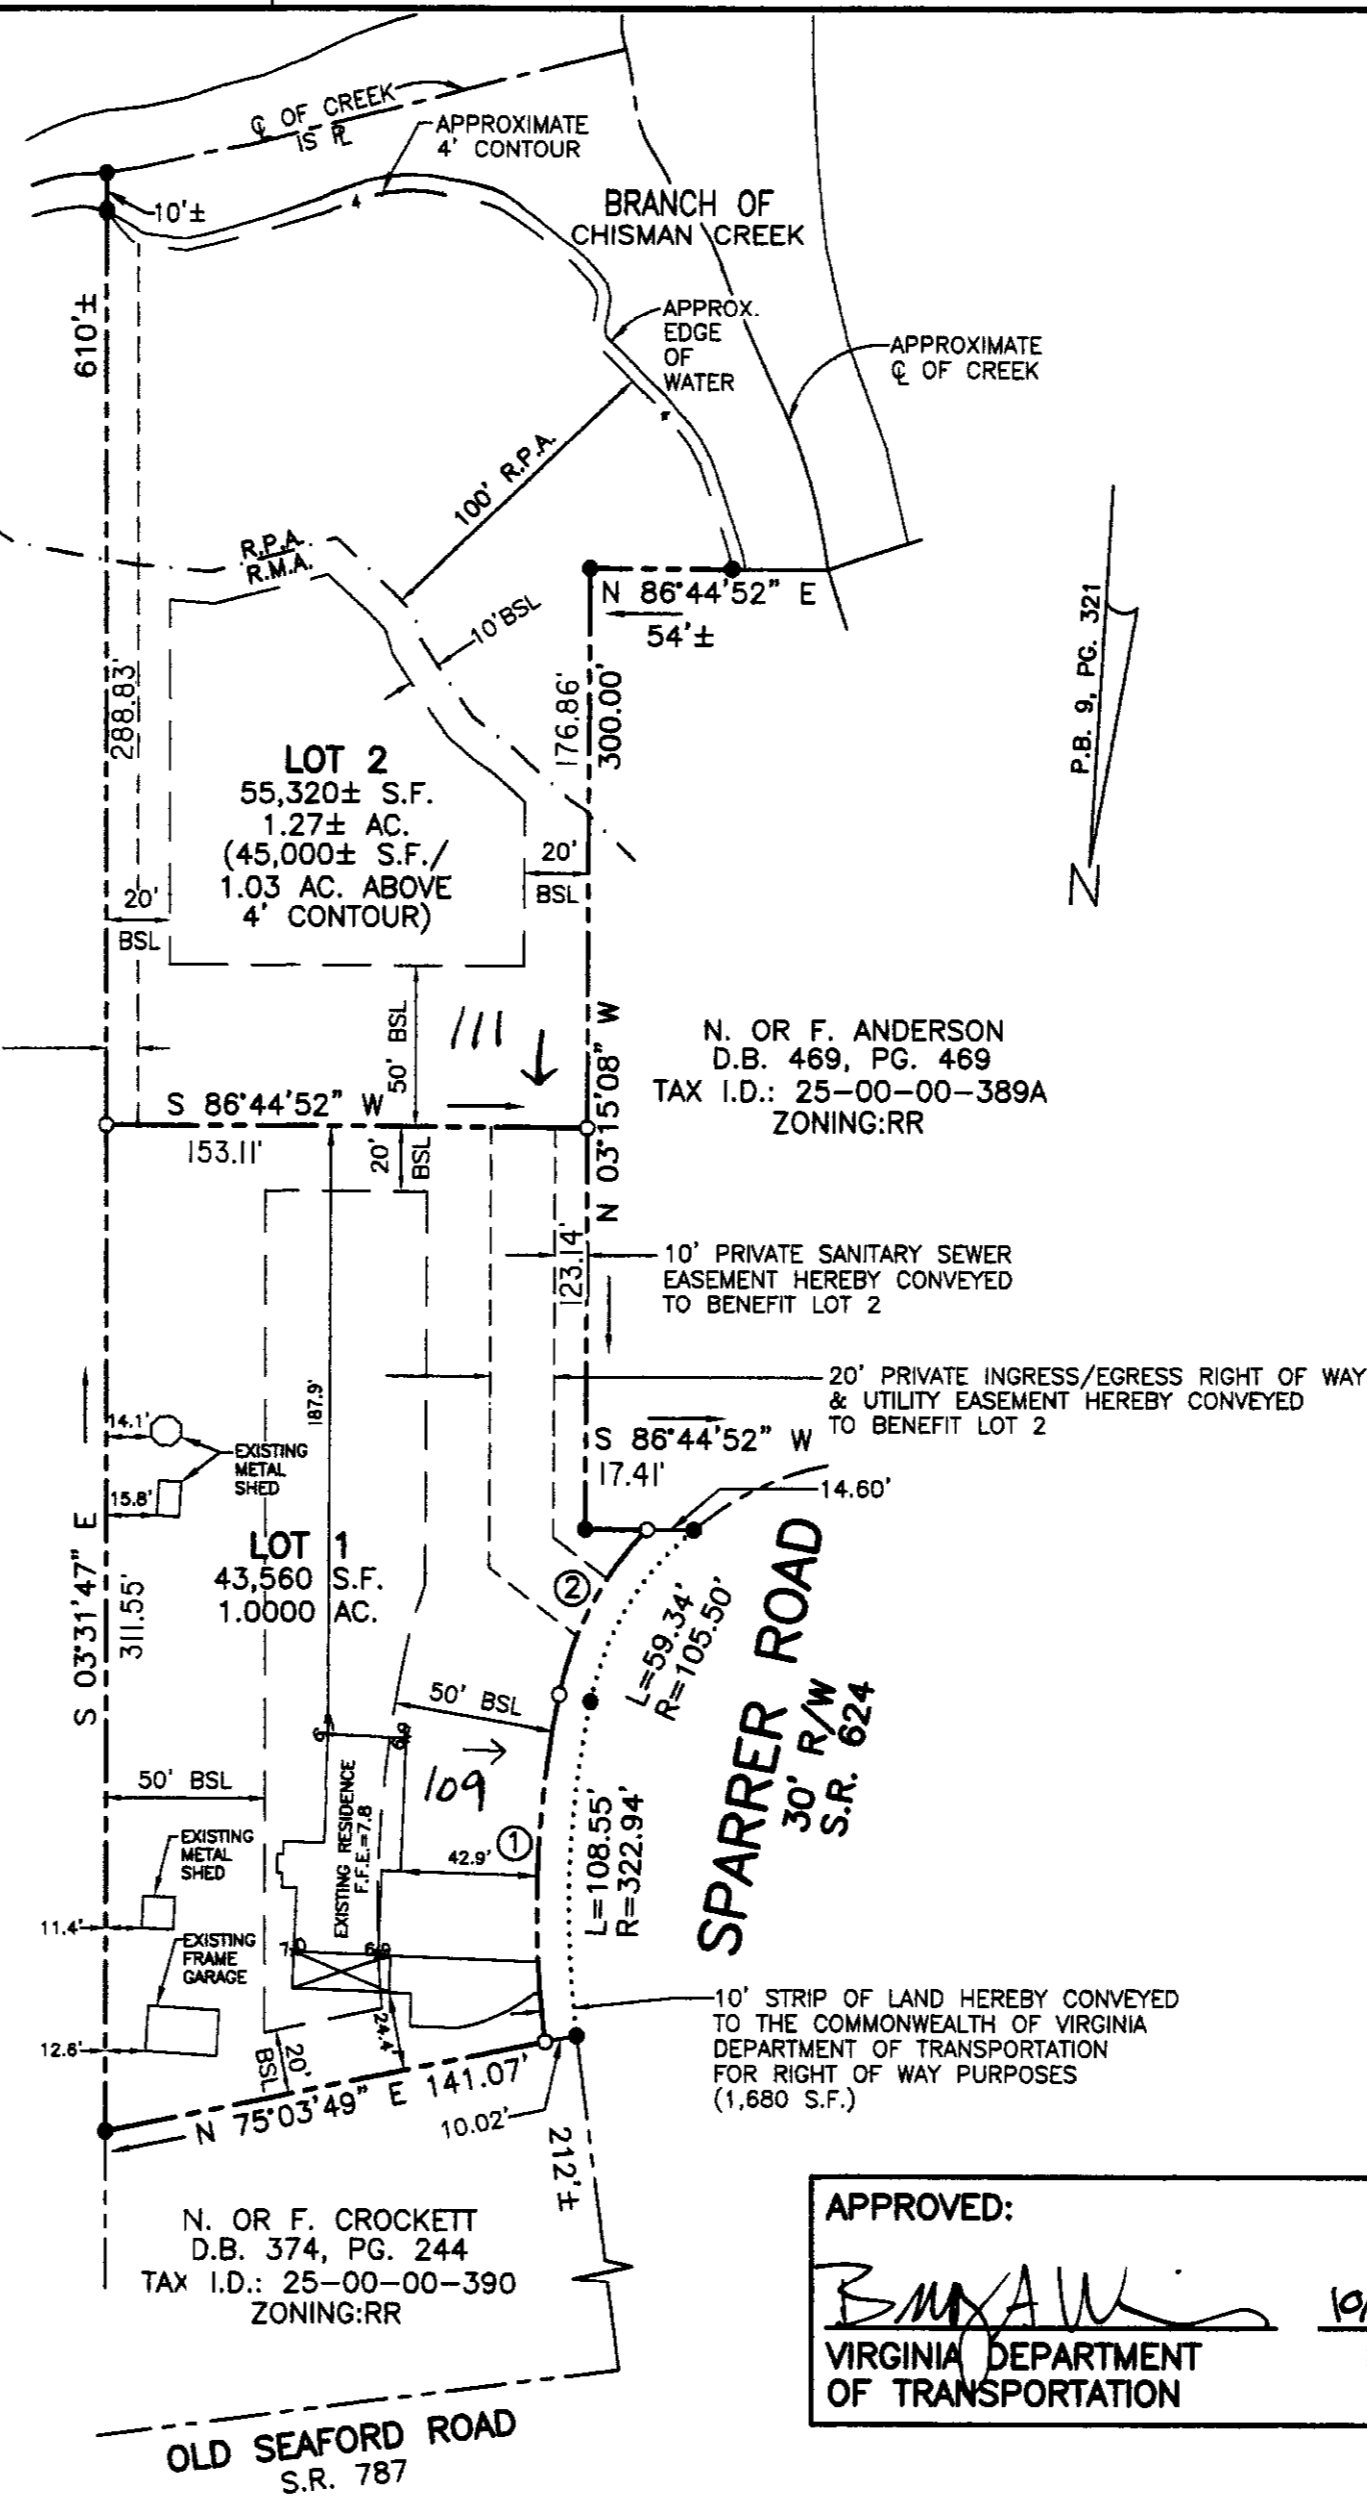 ℄ OF CREEK
IS ℙL
APPROXIMATE
4' CONTOUR
BRANCH OF
CHISMAN CREEK
10'±
4
610'±
APPROX.
EDGE
OF
WATER
APPROXIMATE
℄ OF CREEK
100' R.P.A.
R.P.A.
R.M.A.
N 86°44'52" E
54'±
10'BSL
P.B. 9, PG. 321
N
288.83'
176.86'
300.00'
LOT 2
55,320± S.F.
1.27± AC.
(45,000± S.F./
1.03 AC. ABOVE
4' CONTOUR)
20'
BSL
20'
BSL
50' BSL
111
N 03°15'08" W
N. OR F. ANDERSON
D.B. 469, PG. 469
TAX I.D.: 25-00-00-389A
ZONING:RR
S 86°44'52" W
153.11'
20'
BSL
123.14'
10' PRIVATE SANITARY SEWER
EASEMENT HEREBY CONVEYED
TO BENEFIT LOT 2
20' PRIVATE INGRESS/EGRESS RIGHT OF WAY
& UTILITY EASEMENT HEREBY CONVEYED
TO BENEFIT LOT 2
187.9'
14.1'
EXISTING
METAL
SHED
15.8'
S 86°44'52" W
17.41'
14.60'
S 03°31'47" E
311.55'
LOT 1
43,560 S.F.
1.0000 AC.
2
L=59.34'
R=105.50'
SPARRER ROAD
30' R/W
S.R. 624
50' BSL
109
50' BSL
EXISTING RESIDENCE
F.F.E.=7.8
1
42.9'
L=108.55'
R=322.94'
EXISTING
METAL
SHED
11.4'
EXISTING
FRAME
GARAGE
12.6'
24.4'
20'
BSL
10' STRIP OF LAND HEREBY CONVEYED
TO THE COMMONWEALTH OF VIRGINIA
DEPARTMENT OF TRANSPORTATION
FOR RIGHT OF WAY PURPOSES
(1,680 S.F.)
N 75°03'49" E 141.07'
10.02'
212'±
N. OR F. CROCKETT
D.B. 374, PG. 244
TAX I.D.: 25-00-00-390
ZONING:RR
APPROVED:
10/
VIRGINIA DEPARTMENT
OF TRANSPORTATION
OLD SEAFORD ROAD
S.R. 787